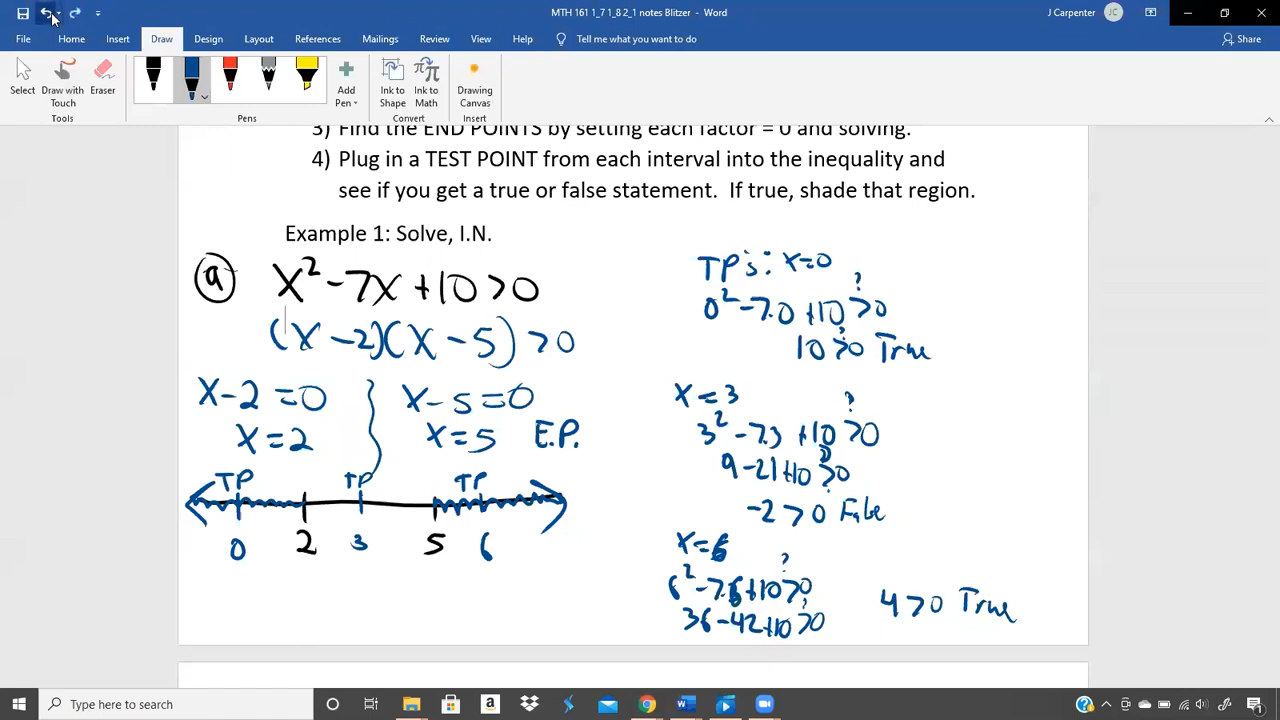 MTH 161 1_7 1_8 2_1 notes Blitzer - Word
J Carpenter
JC
File Home Insert Draw Design Layout References Mailings Review View Help Tell me what you want to do Share
Select
Draw with Touch
Eraser
Add Pen
Ink to Shape
Ink to Math
Drawing Canvas
Tools
Pens
Convert
Insert
3) Find the END POINTS by setting each factor = 0 and solving.
4) Plug in a TEST POINT from each interval into the inequality and
see if you get a true or false statement. If true, shade that region.
Example 1: Solve, I.N.
a x² -7x +10 >0
(x -2)(x -5) >0
x-2 =0 x-5 =0
x=2 x=5 E.P.
TP TP TP
0 2 3 5 6
TP's: x=0
?
0² -7·0 +10 >0
?
10 >0 True
x=3
?
3² -7·3 +10 >0
?
9 -21 +10 >0
-2 >0 False
x=6
?
6² -7·6 +10 >0
?
36 -42 +10 >0
4 >0 True
Type here to search